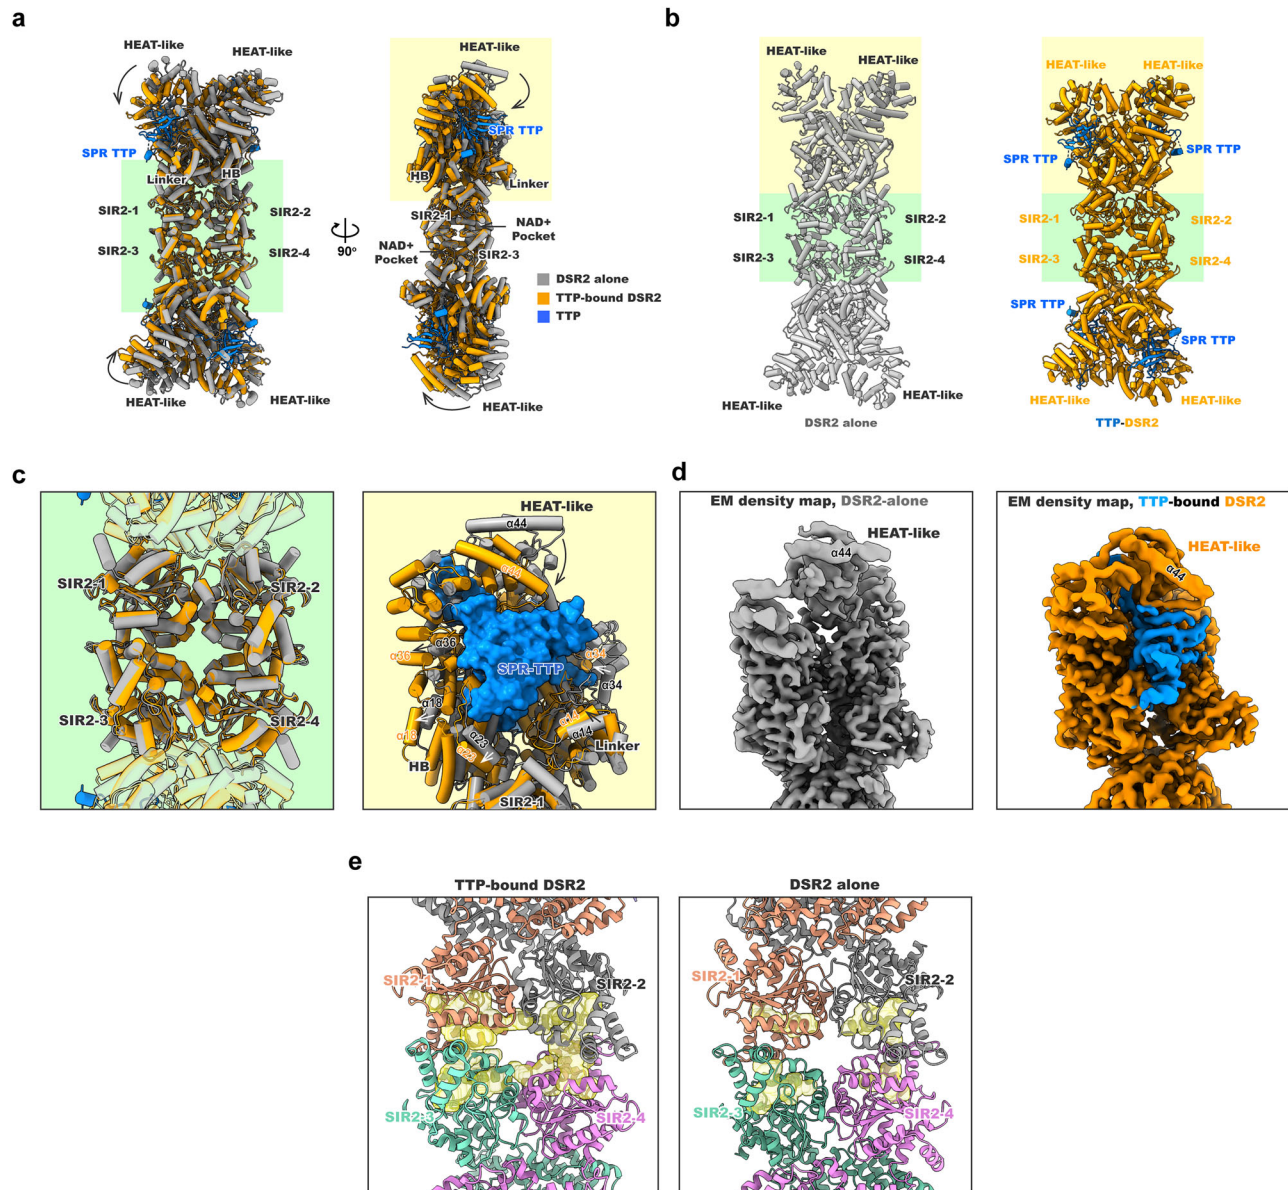 a
HEAT-like
HEAT-like
SPR TTP
Linker
HB
SIR2-1
SIR2-2
SIR2-3
SIR2-4
HEAT-like
HEAT-like
90°
HEAT-like
SPR TTP
HB
Linker
SIR2-1
NAD+
Pocket
NAD+
Pocket
SIR2-3
HEAT-like
DSR2 alone
TTP-bound DSR2
TTP
b
HEAT-like
HEAT-like
SIR2-1
SIR2-2
SIR2-3
SIR2-4
HEAT-like
HEAT-like
DSR2 alone
HEAT-like
HEAT-like
SPR TTP
SPR TTP
SIR2-1
SIR2-2
SIR2-3
SIR2-4
SPR TTP
SPR TTP
HEAT-like
HEAT-like
TTP-DSR2
c
SIR2-1
SIR2-2
SIR2-3
SIR2-4
HEAT-like
α44
α44
α36
α36
SPR-TTP
α34
α34
α18
α18
α14
α14
α23
α23
Linker
HB
SIR2-1
d
EM density map, DSR2-alone
HEAT-like
α44
EM density map, TTP-bound DSR2
HEAT-like
α44
e
TTP-bound DSR2
SIR2-1
SIR2-2
SIR2-3
SIR2-4
DSR2 alone
SIR2-1
SIR2-2
SIR2-3
SIR2-4